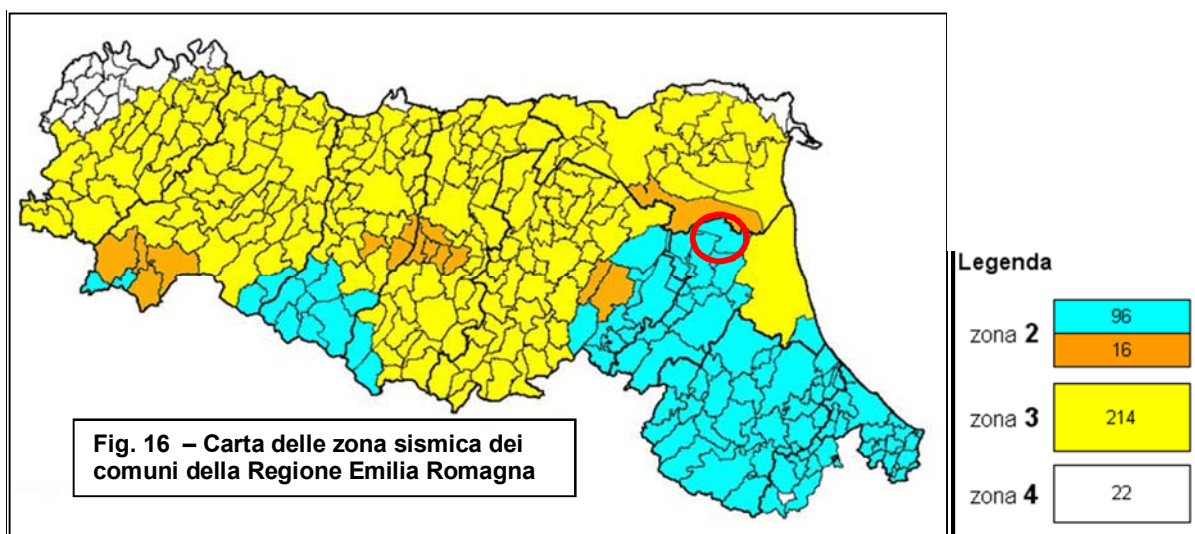 Fig. 16 – Carta delle zona sismica dei
comuni della Regione Emilia Romagna
Legenda
zona 2
96
16
zona 3
214
zona 4
22